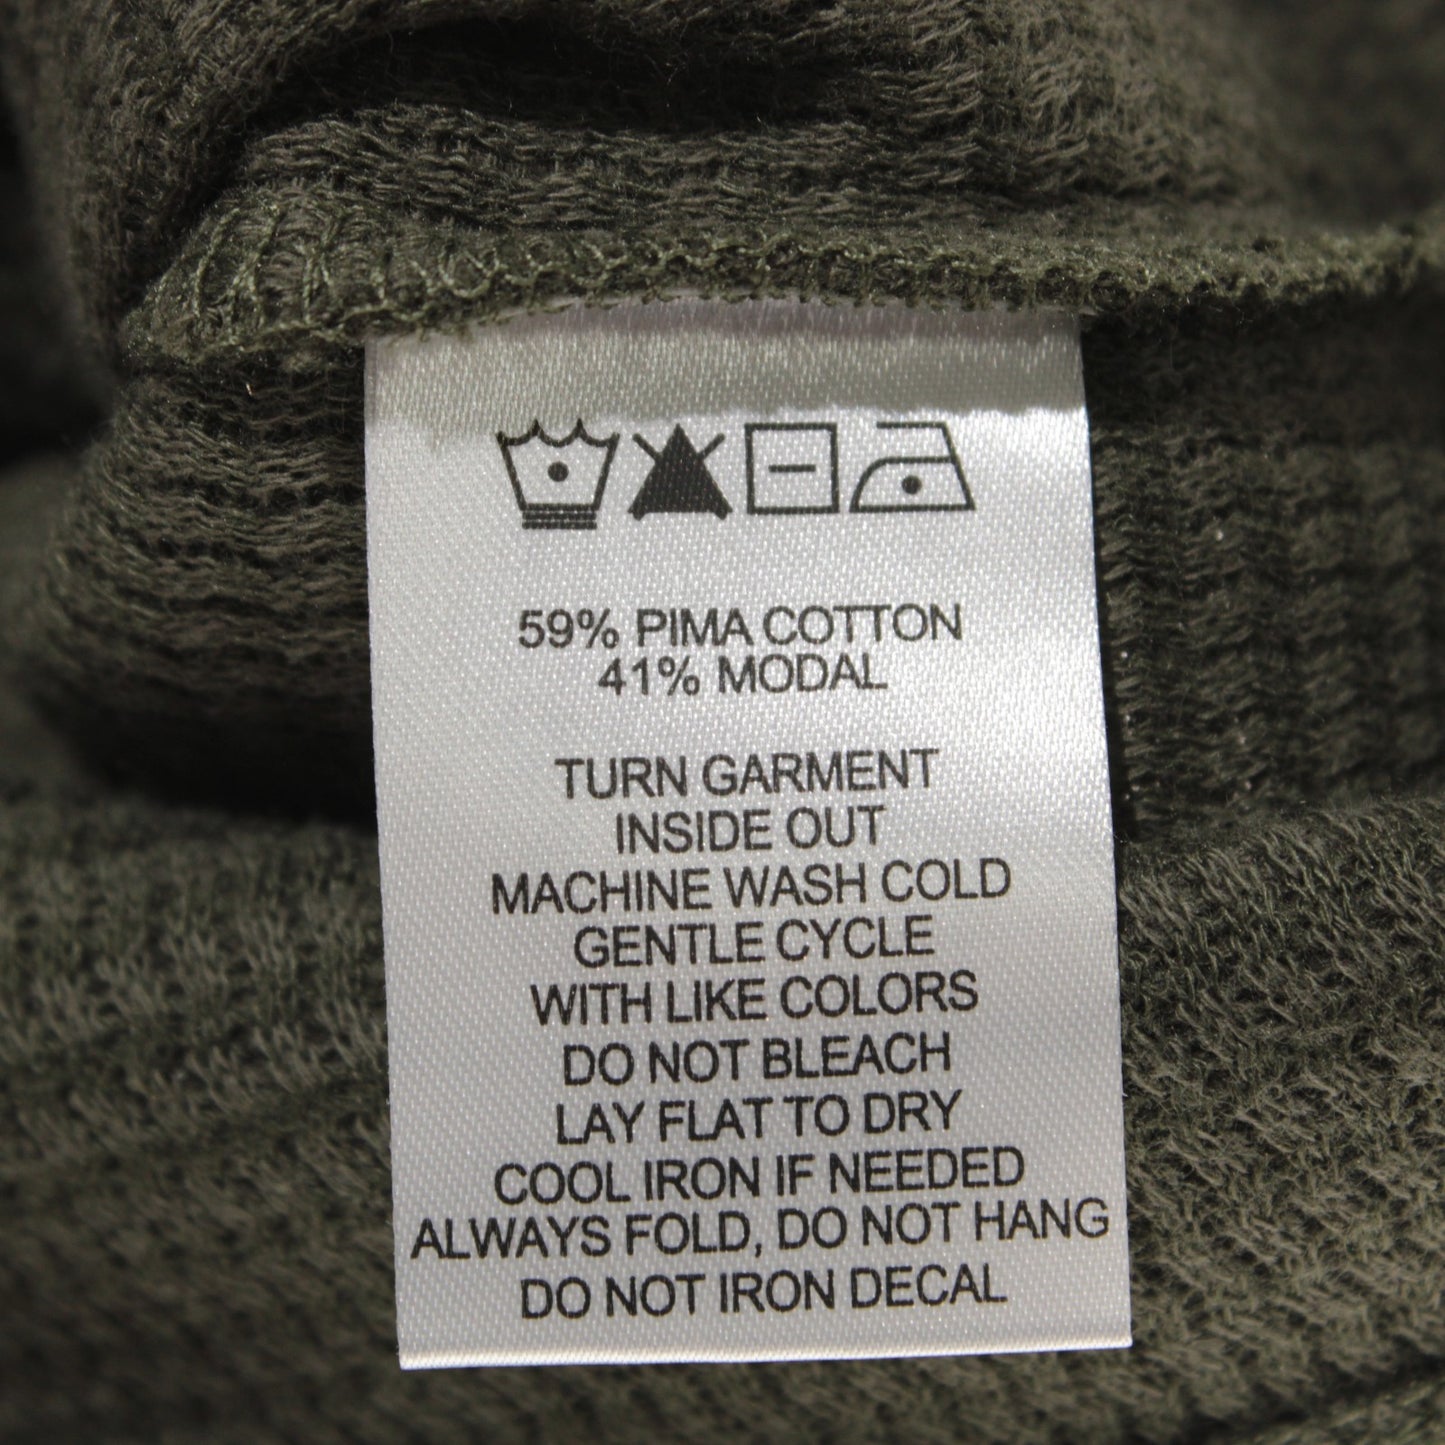 59% PIMA COTTON
41% MODAL
TURN GARMENT
INSIDE OUT
MACHINE WASH COLD
GENTLE CYCLE
WITH LIKE COLORS
DO NOT BLEACH
LAY FLAT TO DRY
COOL IRON IF NEEDED
ALWAYS FOLD, DO NOT HANG
DO NOT IRON DECAL